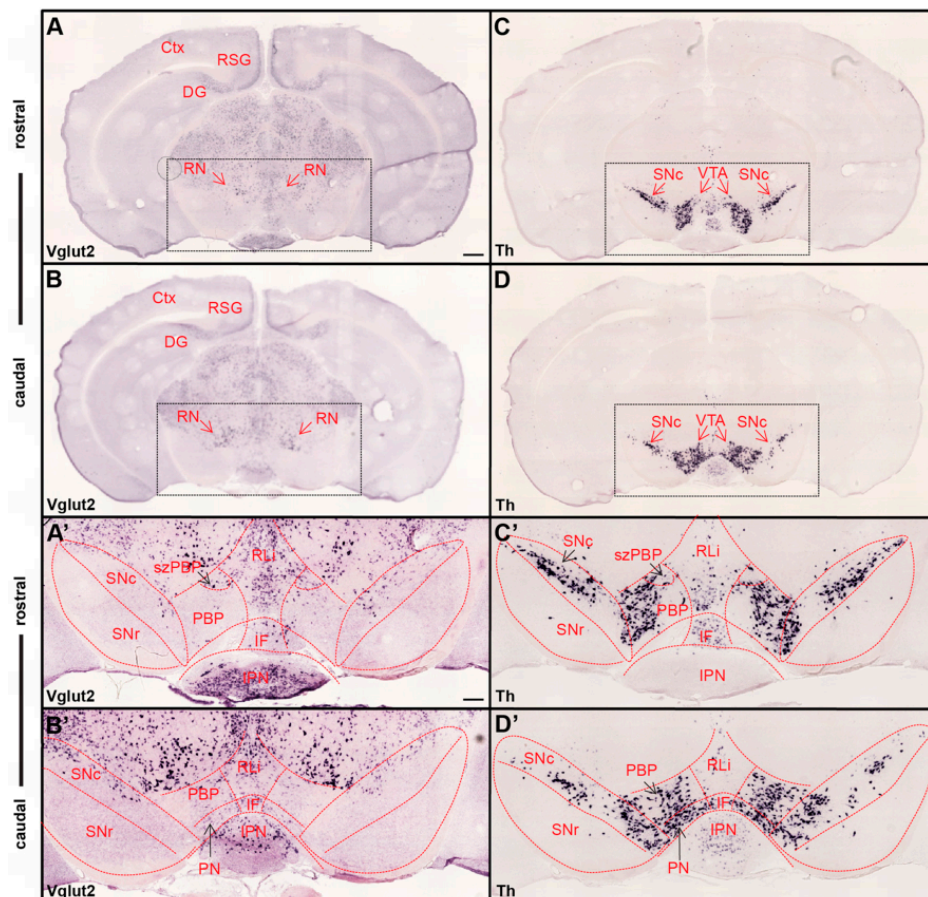 rostral
caudal
A
Ctx
RSG
DG
RN
RN
Vglut2
C
SNc
VTA
SNc
Th
B
Ctx
RSG
DG
RN
RN
Vglut2
D
SNc
VTA
SNc
Th
rostral
caudal
A'
SNc
szPBP
RLi
PBP
SNr
IF
IPN
Vglut2
C'
SNc
szPBP
RLi
PBP
SNr
IF
IPN
Th
B'
SNc
RLi
PBP
IF
SNr
IPN
PN
Vglut2
D'
SNc
PBP
RLi
IF
SNr
IPN
PN
Th